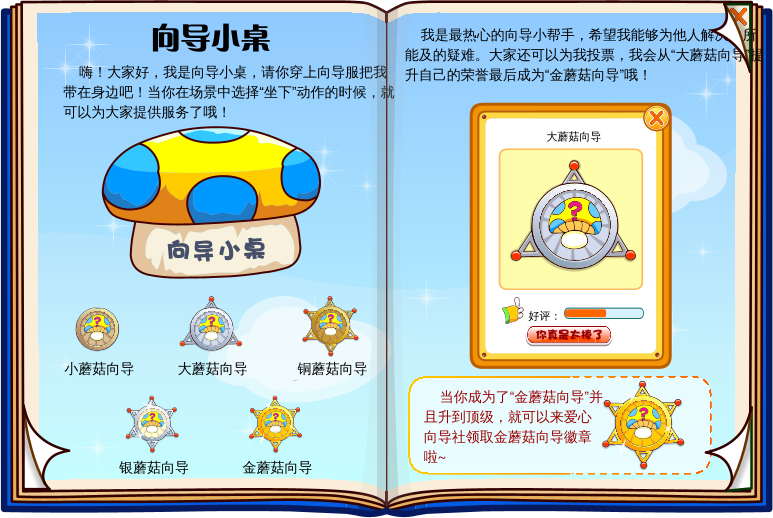 向导小桌
嗨！大家好，我是向导小桌，请你穿上向导服把我
带在身边吧！当你在场景中选择“坐下”动作的时候，就
可以为大家提供服务了哦！
向导小桌
小蘑菇向导
大蘑菇向导
铜蘑菇向导
银蘑菇向导
金蘑菇向导
我是最热心的向导小帮手，希望我能够为他人解决 所
能及的疑难。大家还可以为我投票，我会从“大蘑菇向导”提
升自己的荣誉最后成为“金蘑菇向导”哦！
大蘑菇向导
?
好评：
你真是太棒了
当你成为了“金蘑菇向导”并
且升到顶级，就可以来爱心
向导社领取金蘑菇向导徽章
啦~